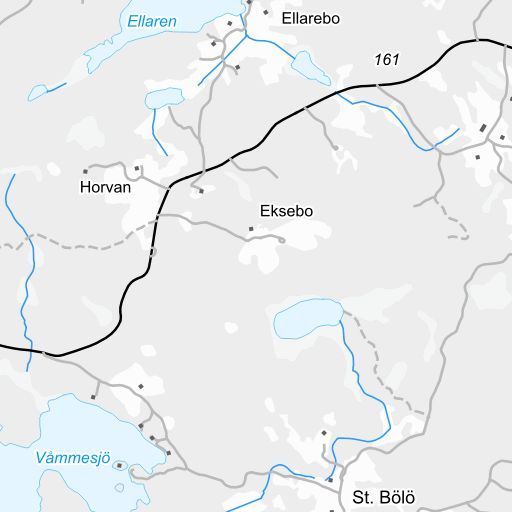 Ellaren
Ellarebo
161
Horvan
Eksebo
Våmmesjö
St. Bölö